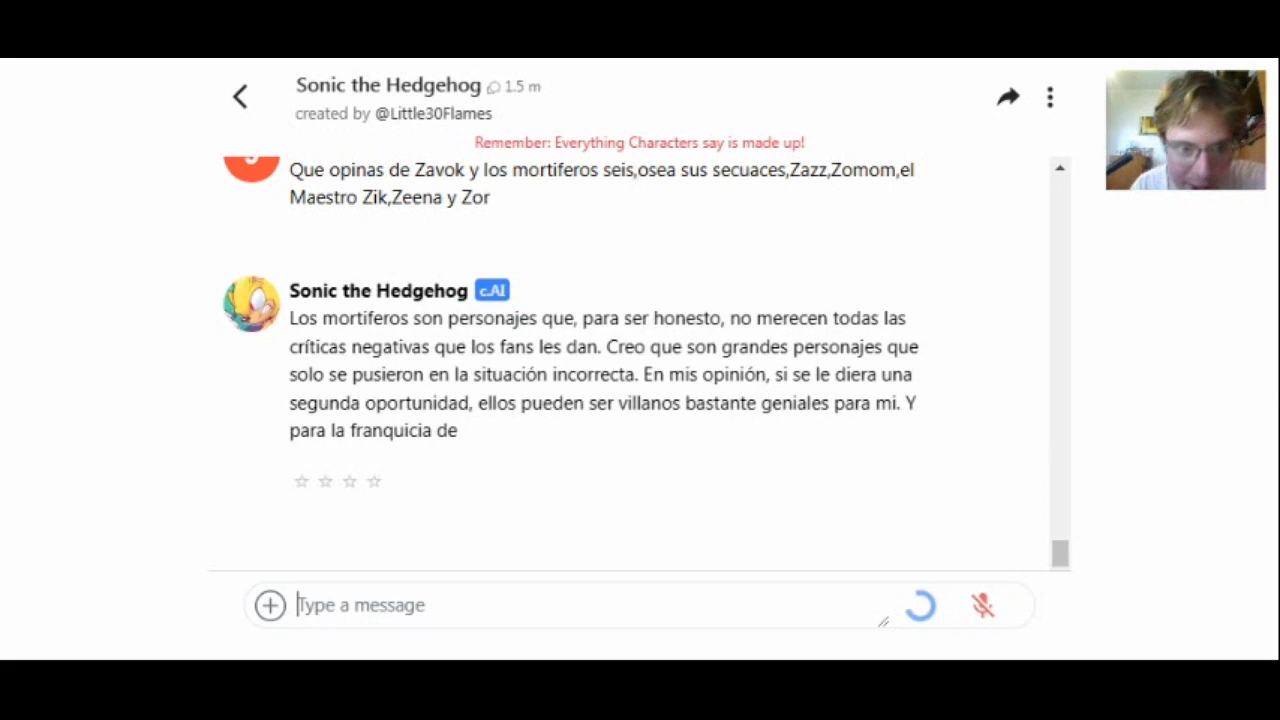 Sonic the Hedgehog 1.5 m
created by @Little30Flames
Remember: Everything Characters say is made up!
Que opinas de Zavok y los mortiferos seis,osea sus secuaces,Zazz,Zomom,el
Maestro Zik,Zeena y Zor
Sonic the Hedgehog c.AI
Los mortiferos son personajes que, para ser honesto, no merecen todas las
críticas negativas que los fans les dan. Creo que son grandes personajes que
solo se pusieron en la situación incorrecta. En mis opinión, si se le diera una
segunda oportunidad, ellos pueden ser villanos bastante geniales para mi. Y
para la franquicia de
Type a message